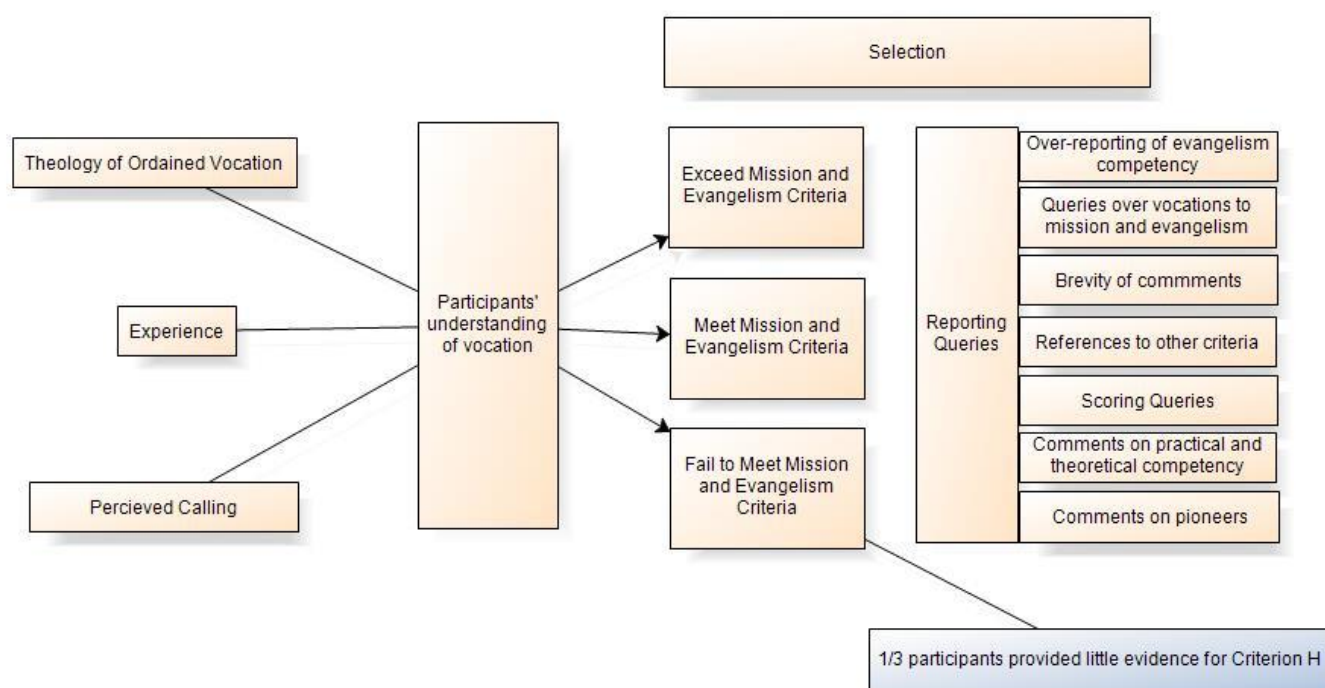 Selection
Theology of Ordained Vocation
Experience
Percieved Calling
Participants'
understanding
of vocation
Exceed Mission and
Evangelism Criteria
Meet Mission and
Evangelism Criteria
Fail to Meet Mission
and Evangelism
Criteria
Reporting
Queries
Over-reporting of evangelism
competency
Queries over vocations to
mission and evangelism
Brevity of commments
References to other criteria
Scoring Queries
Comments on practical and
theoretical competency
Comments on pioneers
1/3 participants provided little evidence for Criterion H